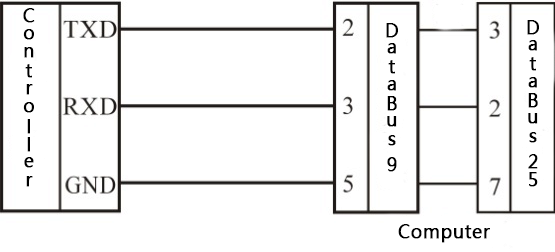 Controller
TXD
RXD
GND
2
3
5
DataBus 9
3
2
7
DataBus 25
Computer